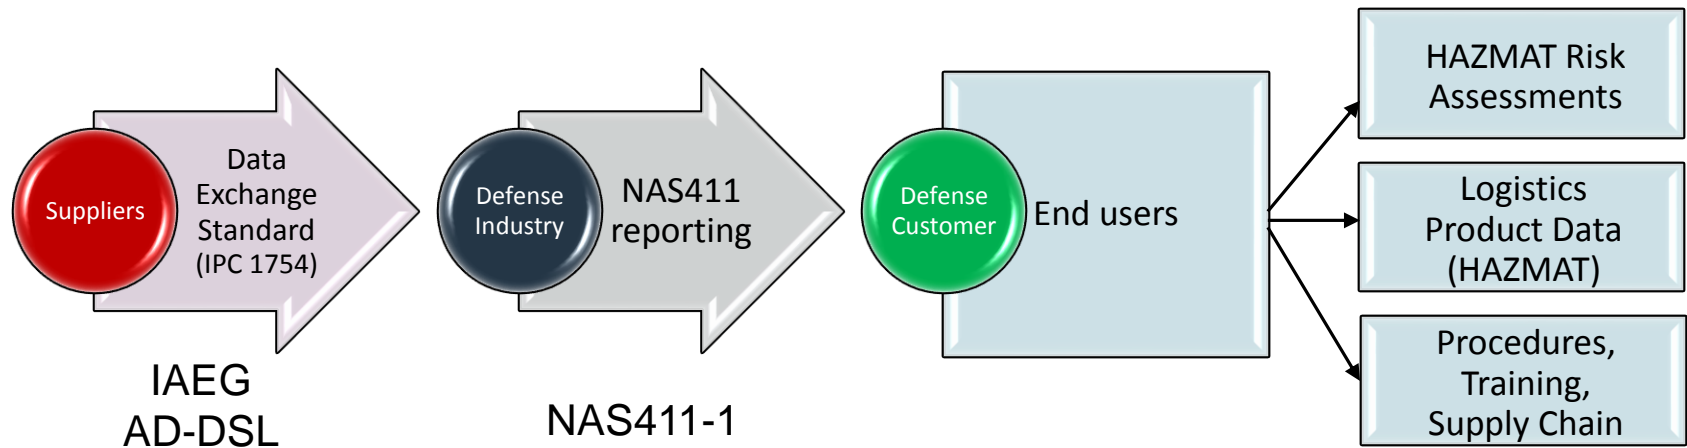 Suppliers
Data
Exchange
Standard
(IPC 1754)
IAEG
AD-DSL
Defense
Industry
NAS411
reporting
NAS411-1
Defense
Customer
End users
HAZMAT Risk
Assessments
Logistics
Product Data
(HAZMAT)
Procedures,
Training,
Supply Chain